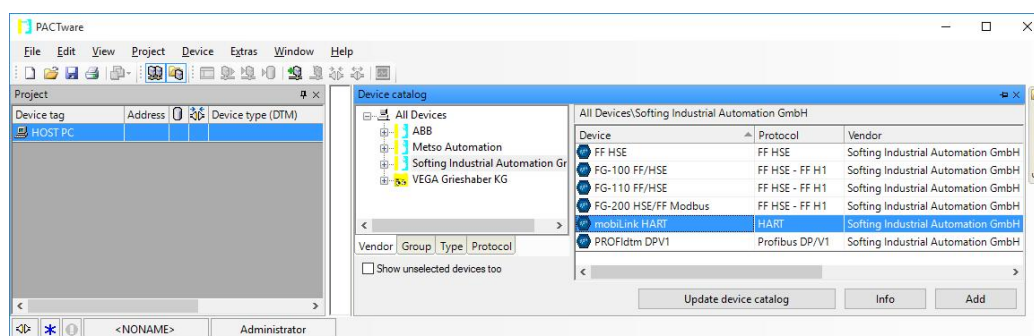 PACTware
File Edit View Project Device Extras Window Help
Project
Device tag Address Device type (DTM)
HOST PC
Device catalog
All Devices
ABB
Metso Automation
Softing Industrial Automation Gr
VEGA Grieshaber KG
Vendor Group Type Protocol
Show unselected devices too
All Devices\Softing Industrial Automation GmbH
Device Protocol Vendor
FF HSE FF HSE Softing Industrial Automation GmbH
FG-100 FF/HSE FF HSE - FF H1 Softing Industrial Automation GmbH
FG-110 FF/HSE FF HSE - FF H1 Softing Industrial Automation GmbH
FG-200 HSE/FF Modbus FF HSE - FF H1 Softing Industrial Automation GmbH
mobiLink HART HART Softing Industrial Automation GmbH
PROFIdtm DPV1 Profibus DP/V1 Softing Industrial Automation GmbH
Update device catalog Info Add
<NONAME> Administrator